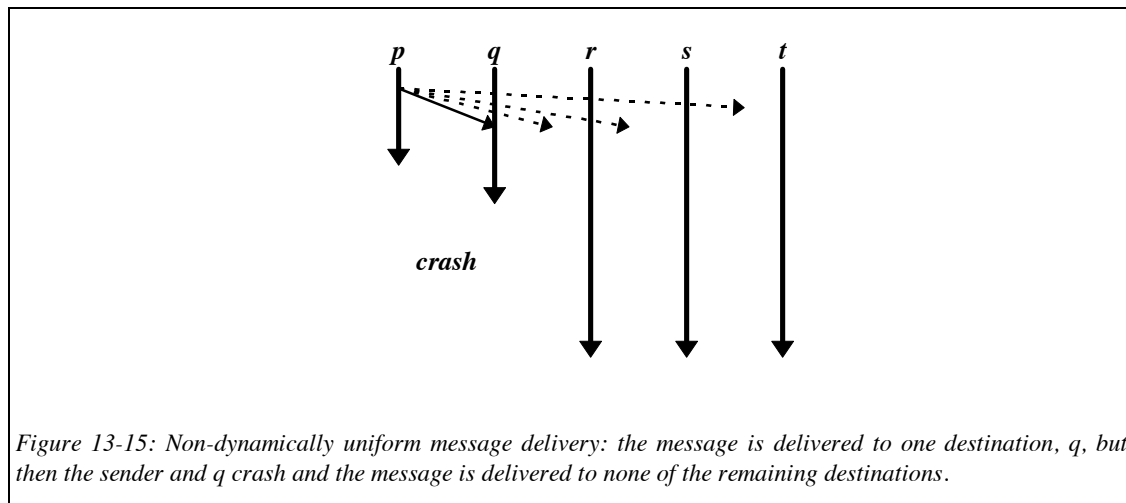 p q r s t
crash
Figure 13-15: Non-dynamically uniform message delivery: the message is delivered to one destination, q, but
then the sender and q crash and the message is delivered to none of the remaining destinations.